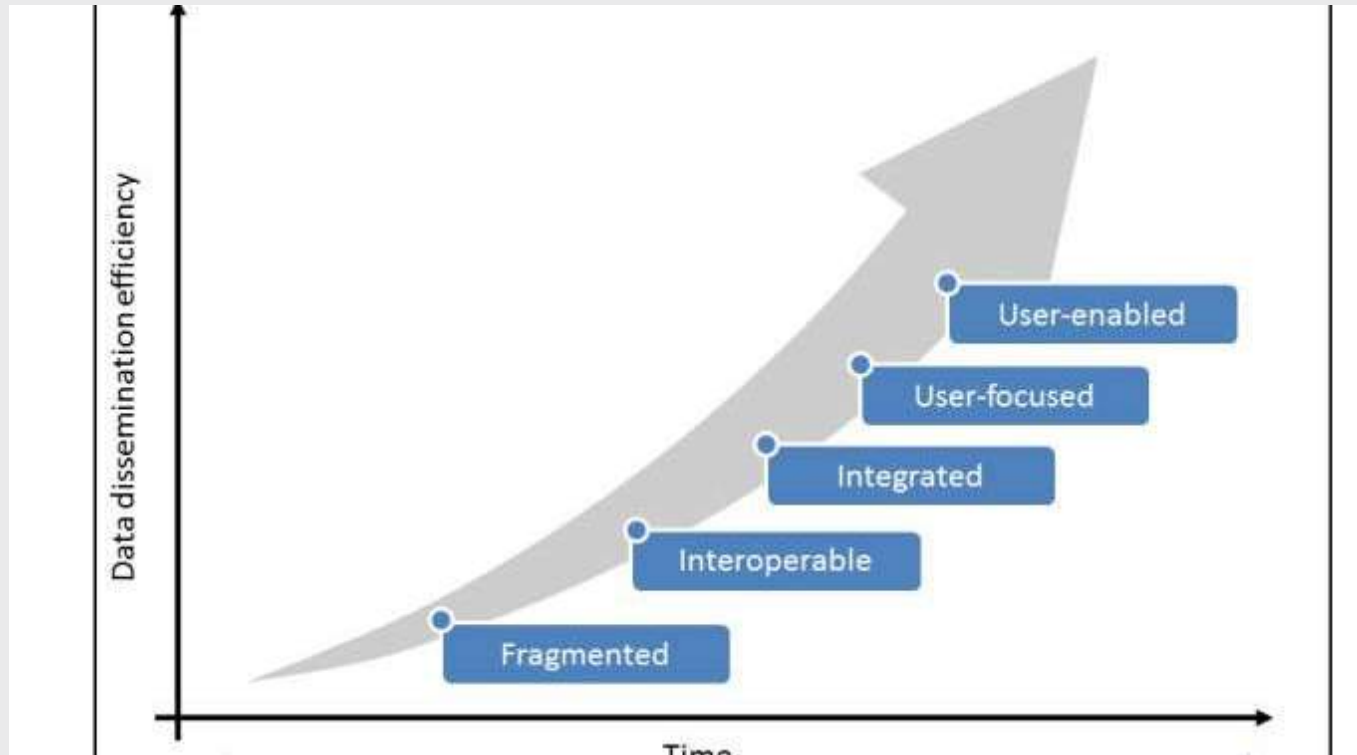 Data dissemination efficiency
User-enabled
User-focused
Integrated
Interoperable
Fragmented
Time